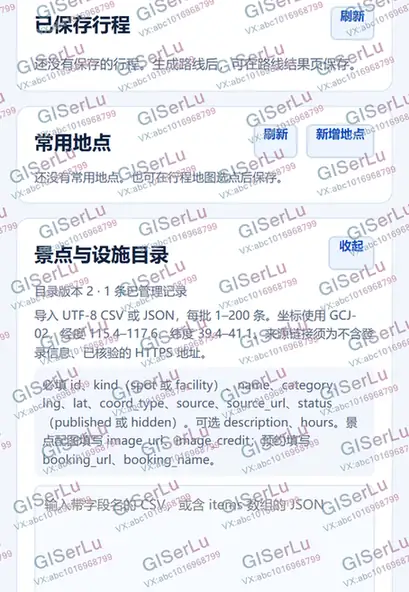 已保存行程
刷新
还没有保存的行程。生成路线后，可在路线结果页保存。
常用地点
刷新
新增地点
还没有常用地点，也可在行程地图选点后保存。
景点与设施目录
收起
目录版本 2 · 1 条已管理记录
导入 UTF-8 CSV 或 JSON，每批 1–200 条。坐标使用 GCJ-
02，经度 115.4–117.6、纬度 39.4–41.1。来源链接须为不含登
录信息、已核验的 HTTPS 地址。
必填 id、kind（spot 或 facility）、name、category、
lng、lat、coord_type、source、source_url、status
（published 或 hidden）。可选 description、hours。景
点配图填写 image_url、image_credit；预约填写
booking_url、booking_name。
输入带字段名的 CSV，或含 items 数组的 JSON
GISerLu
VX:abc1016968799